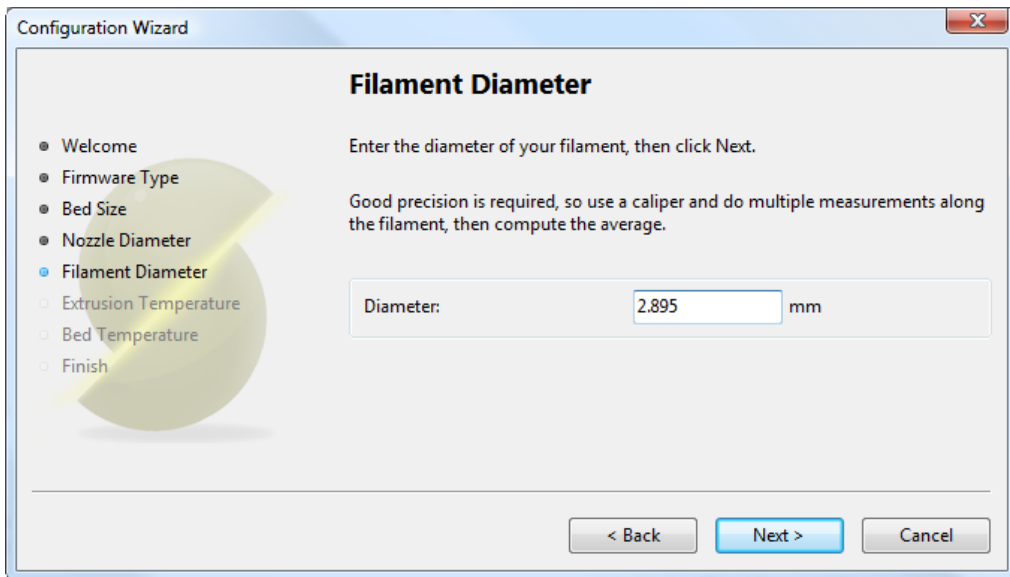 Configuration Wizard
Filament Diameter
Welcome
Firmware Type
Bed Size
Nozzle Diameter
Filament Diameter
Extrusion Temperature
Bed Temperature
Finish
Enter the diameter of your filament, then click Next.
Good precision is required, so use a caliper and do multiple measurements along
the filament, then compute the average.
Diameter: 2.895 mm
< Back Next > Cancel